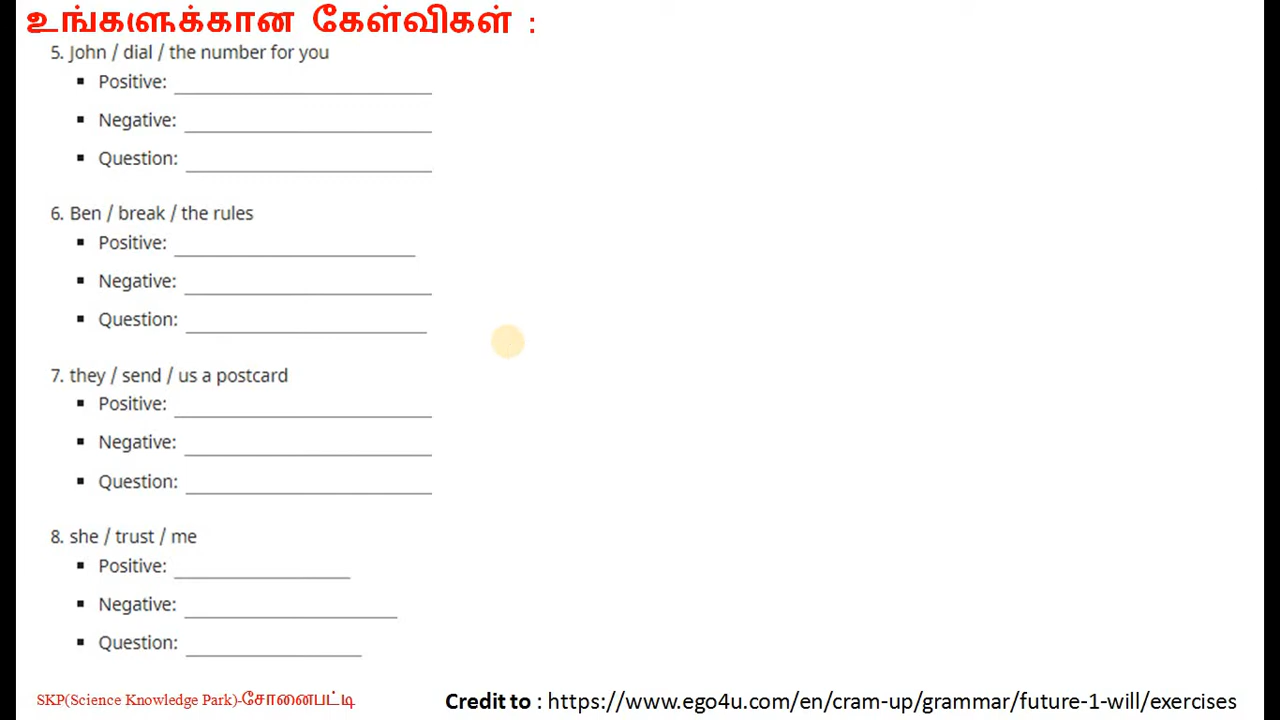 உங்களுக்கான கேள்விகள் :
5. John / dial / the number for you
▪ Positive: 
▪ Negative: 
▪ Question: 
6. Ben / break / the rules
▪ Positive: 
▪ Negative: 
▪ Question: 
7. they / send / us a postcard
▪ Positive: 
▪ Negative: 
▪ Question: 
8. she / trust / me
▪ Positive: 
▪ Negative: 
▪ Question: 
SKP(Science Knowledge Park)-சோனைபட்டி
Credit to : https://www.ego4u.com/en/cram-up/grammar/future-1-will/exercises